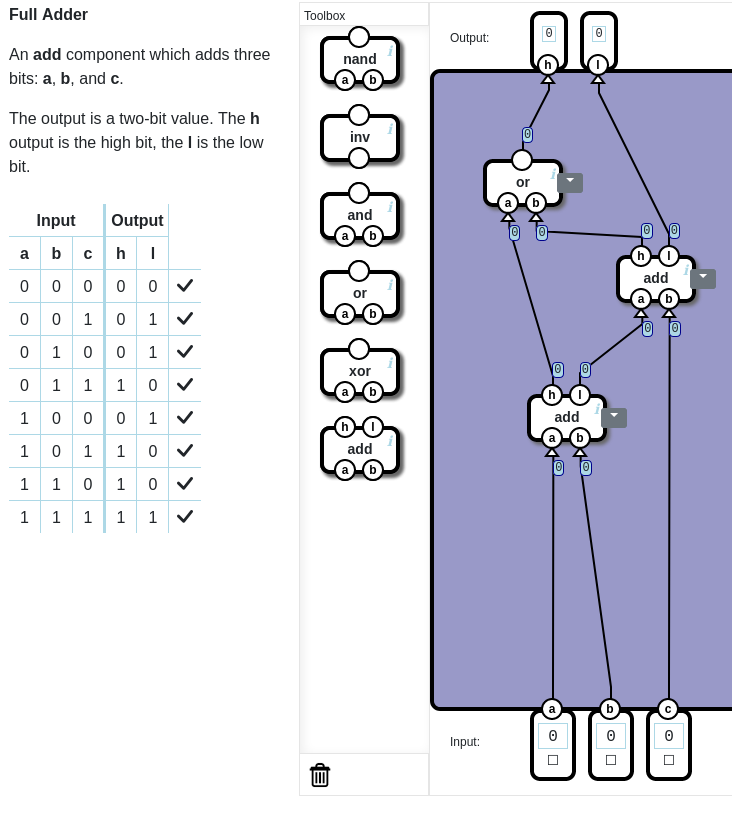 Full Adder
An add component which adds three
bits: a, b, and c.
The output is a two-bit value. The h
output is the high bit, the l is the low
bit.
Input Output
a b c h l
0 0 0 0 0
0 0 1 0 1
0 1 0 0 1
0 1 1 1 0
1 0 0 0 1
1 0 1 1 0
1 1 0 1 0
1 1 1 1 1
Toolbox
nand
a b
inv
and
a b
or
a b
xor
a b
h l
add
a b
Output:
0 0
h l
0
or
a b
0 0
0 0
h l
add
a b
0 0
0 0
h l
add
a b
0 0
a b c
Input:
0 0 0